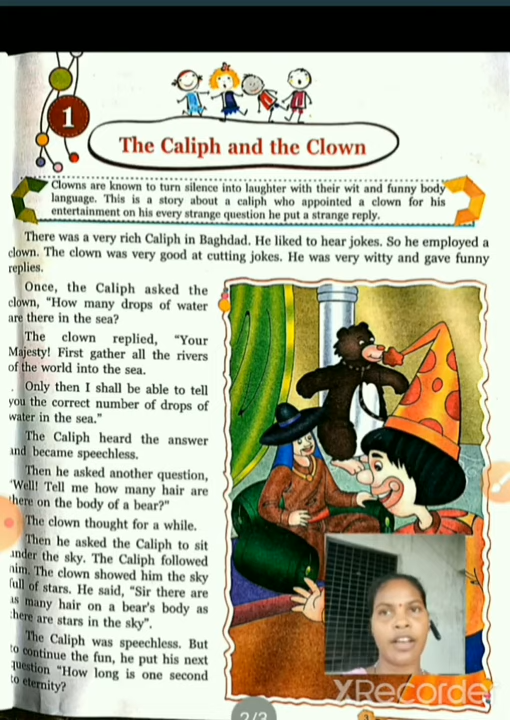 1
The Caliph and the Clown
Clowns are known to turn silence into laughter with their wit and funny body
language. This is a story about a caliph who appointed a clown for his
entertainment on his every strange question he put a strange reply.
There was a very rich Caliph in Baghdad. He liked to hear jokes. So he employed a
clown. The clown was very good at cutting jokes. He was very witty and gave funny
replies.
Once, the Caliph asked the
clown, "How many drops of water
are there in the sea?
The clown replied, "Your
Majesty! First gather all the rivers
of the world into the sea.
. Only then I shall be able to tell
you the correct number of drops of
water in the sea."
The Caliph heard the answer
and became speechless.
Then he asked another question,
'Well! Tell me how many hair are
there on the body of a bear?"
The clown thought for a while.
Then he asked the Caliph to sit
under the sky. The Caliph followed
him. The clown showed him the sky
full of stars. He said, "Sir there are
as many hair on a bear's body as
there are stars in the sky".
The Caliph was speechless. But
to continue the fun, he put his next
question "How long is one second
to eternity?
2/3
XRecorder